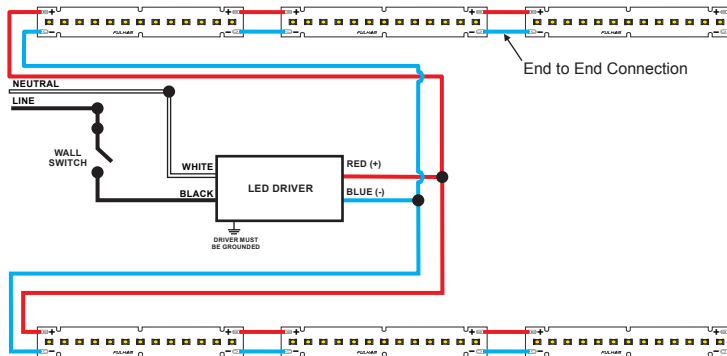 + + + + +
FULHAM FULHAM FULHAM
End to End Connection
NEUTRAL
LINE
WALL
SWITCH
WHITE
BLACK
LED DRIVER
RED (+)
BLUE (-)
DRIVER MUST
BE GROUNDED
+ + + + +
FULHAM FULHAM FULHAM